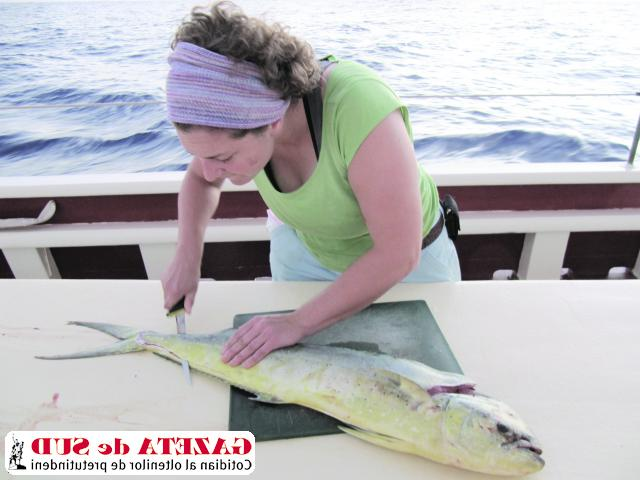 GAZETA de SUD
Cotidian al oltenilor de pretutindeni